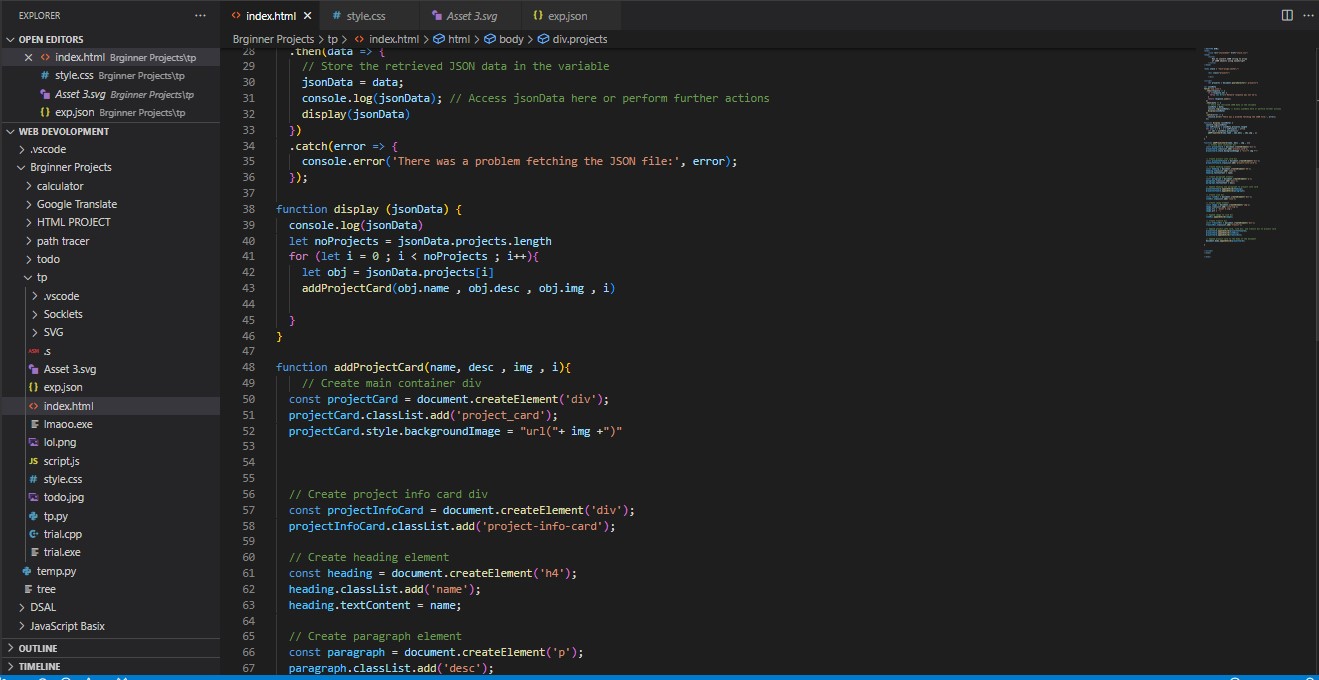 EXPLORER
OPEN EDITORS
index.html Brginner Projects\tp
style.css Brginner Projects\tp
Asset 3.svg Brginner Projects\tp
exp.json Brginner Projects\tp
WEB DEVOLOPMENT
.vscode
Brginner Projects
calculator
Google Translate
HTML PROJECT
path tracer
todo
tp
.vscode
Socklets
SVG
ASM .s
Asset 3.svg
exp.json
index.html
lmaoo.exe
lol.png
JS script.js
style.css
todo.jpg
tp.py
trial.cpp
trial.exe
temp.py
tree
DSAL
JavaScript Basix
OUTLINE
TIMELINE
index.html style.css Asset 3.svg exp.json
Brginner Projects > tp > index.html > html > body > div.projects
28 .then(data => {
29 // Store the retrieved JSON data in the variable
30 jsonData = data;
31 console.log(jsonData); // Access jsonData here or perform further actions
32 display(jsonData)
33 })
34 .catch(error => {
35 console.error('There was a problem fetching the JSON file:', error);
36 });
37
38 function display (jsonData) {
39 console.log(jsonData)
40 let noProjects = jsonData.projects.length
41 for (let i = 0 ; i < noProjects ; i++){
42 let obj = jsonData.projects[i]
43 addProjectCard(obj.name , obj.desc , obj.img , i)
44
45 }
46 }
47
48 function addProjectCard(name, desc , img , i){
49 // Create main container div
50 const projectCard = document.createElement('div');
51 projectCard.classList.add('project_card');
52 projectCard.style.backgroundImage = "url("+ img +")"
53
54
55
56 // Create project info card div
57 const projectInfoCard = document.createElement('div');
58 projectInfoCard.classList.add('project-info-card');
59
60 // Create heading element
61 const heading = document.createElement('h4');
62 heading.classList.add('name');
63 heading.textContent = name;
64
65 // Create paragraph element
66 const paragraph = document.createElement('p');
67 paragraph.classList.add('desc');